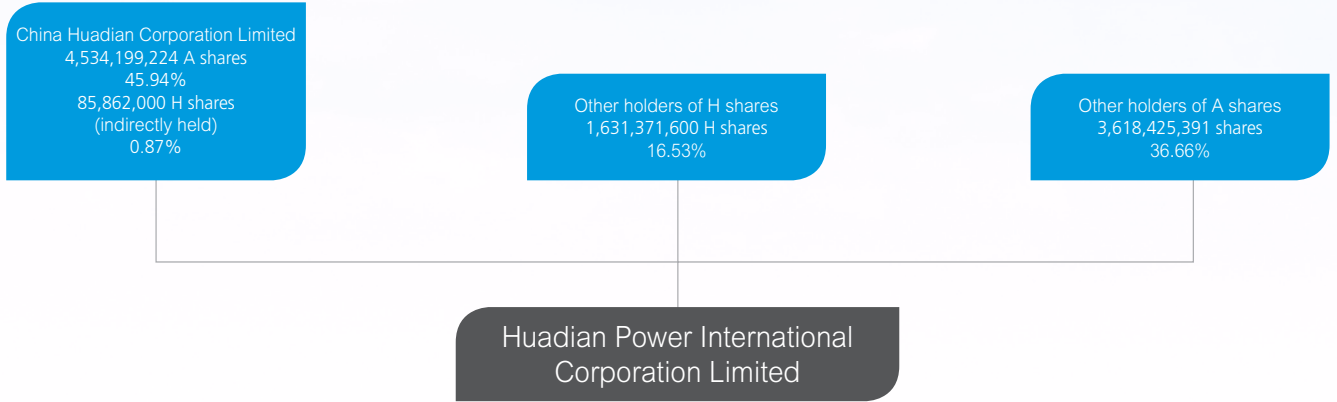 China Huadian Corporation Limited
4,534,199,224 A shares
45.94%
85,862,000 H shares
(indirectly held)
0.87%
Other holders of H shares
1,631,371,600 H shares
16.53%
Other holders of A shares
3,618,425,391 shares
36.66%
Huadian Power International
Corporation Limited